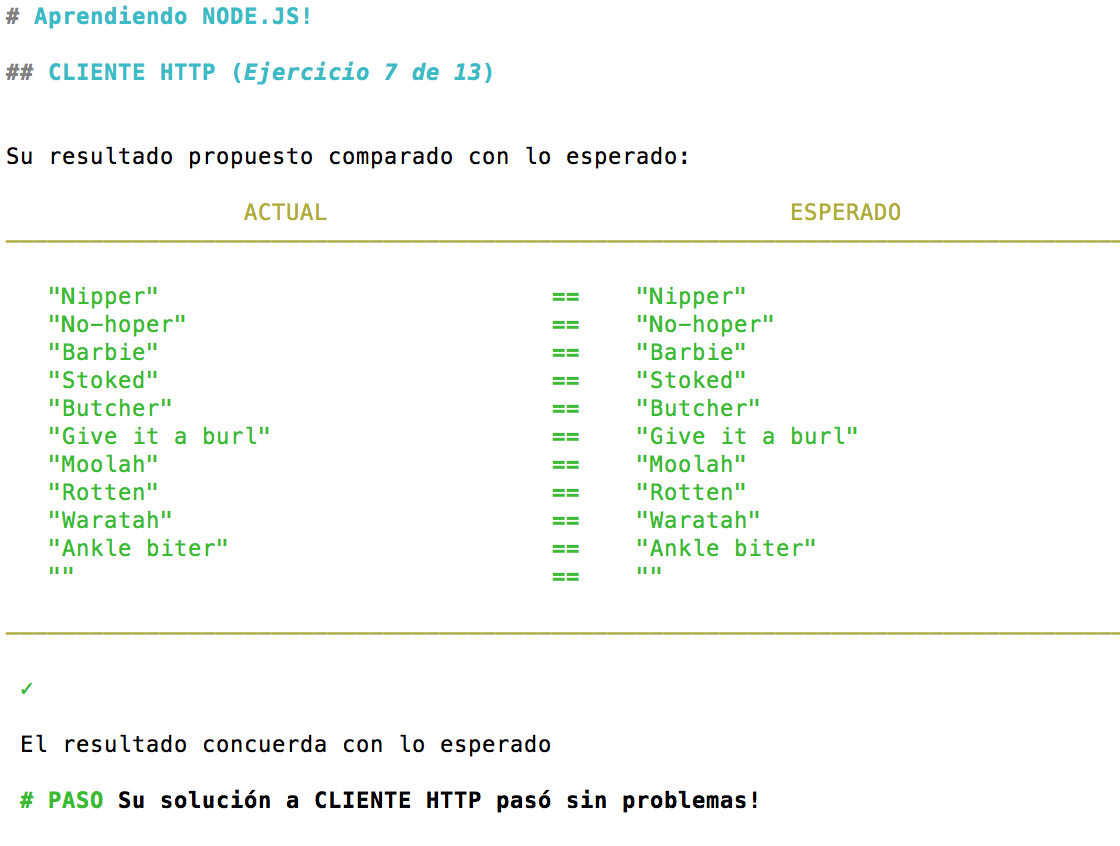 # Aprendiendo NODE.JS!
## CLIENTE HTTP (Ejercicio 7 de 13)
Su resultado propuesto comparado con lo esperado:
ACTUAL ESPERADO
"Nipper" == "Nipper"
"No-hoper" == "No-hoper"
"Barbie" == "Barbie"
"Stoked" == "Stoked"
"Butcher" == "Butcher"
"Give it a burl" == "Give it a burl"
"Moolah" == "Moolah"
"Rotten" == "Rotten"
"Waratah" == "Waratah"
"Ankle biter" == "Ankle biter"
"" == ""
✓
El resultado concuerda con lo esperado
# PASO Su solución a CLIENTE HTTP pasó sin problemas!